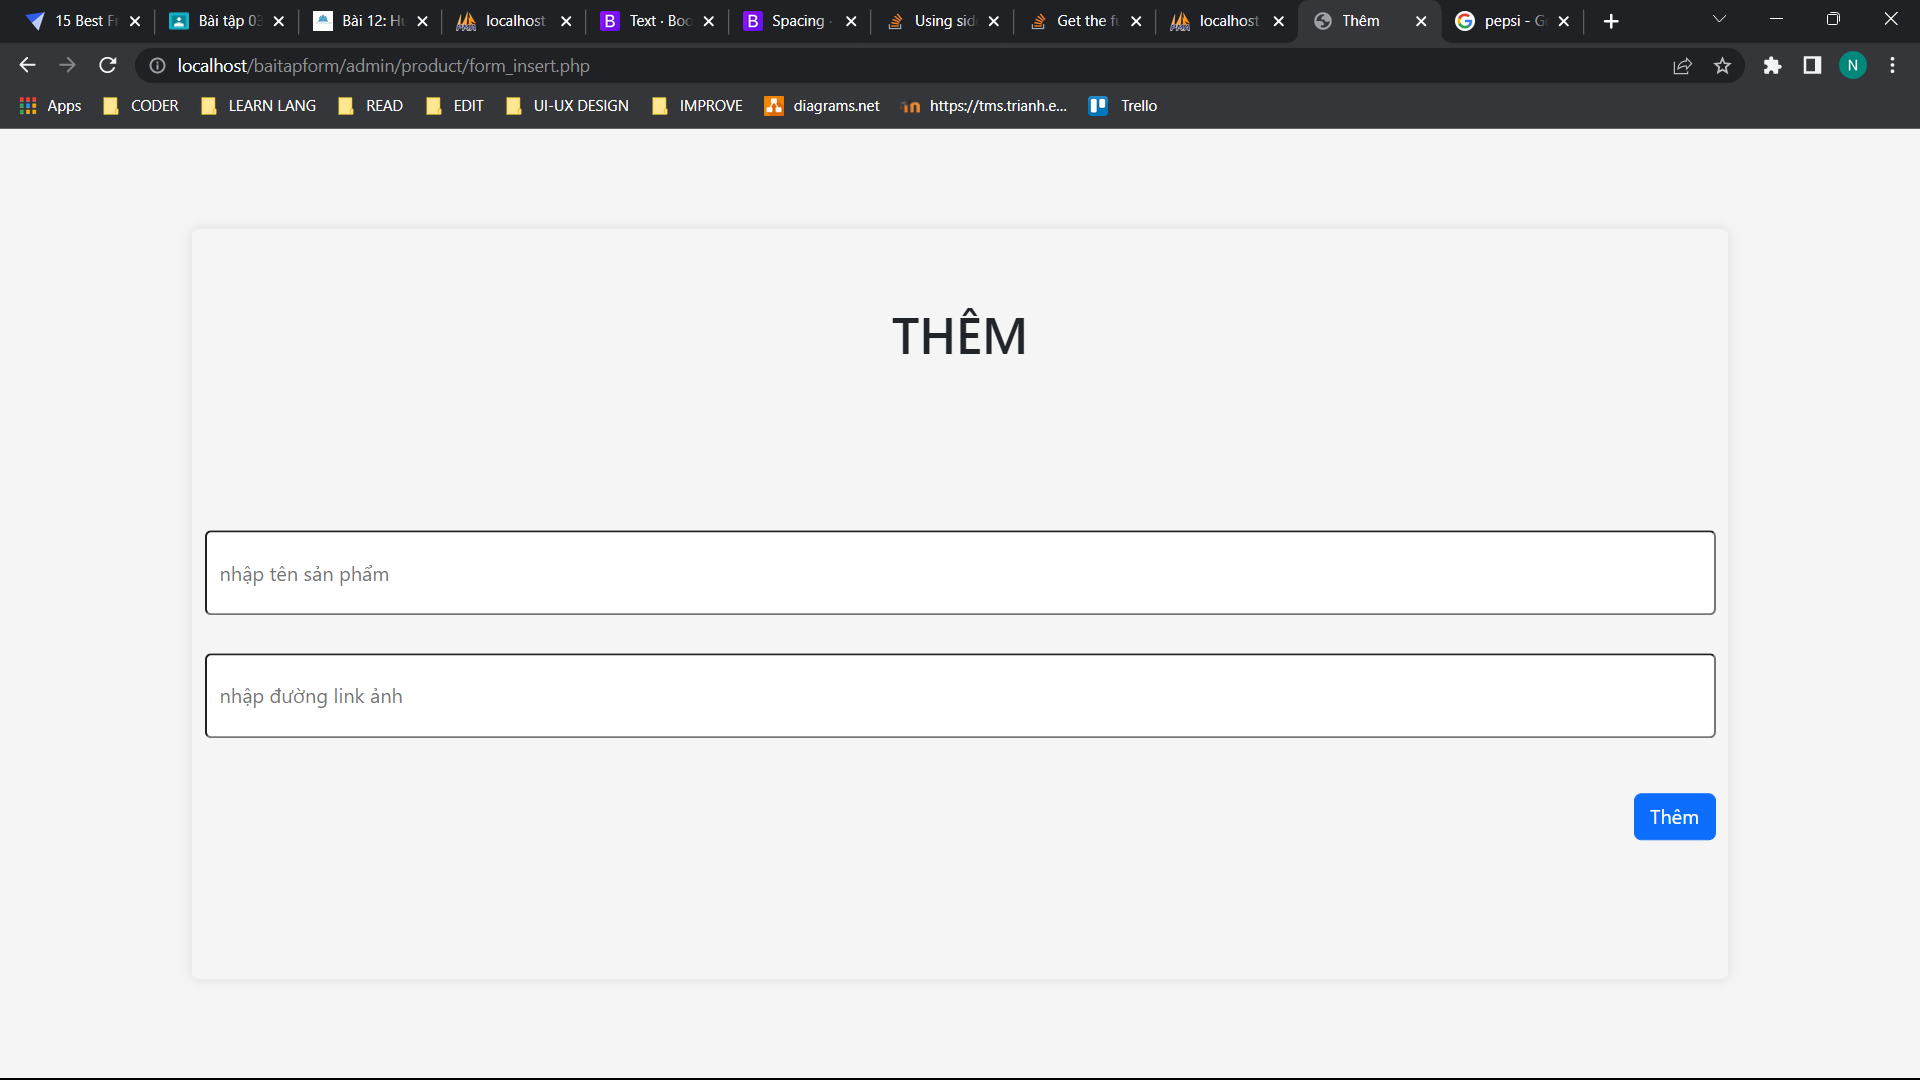 15 Best Fr
Bài tập 03
Bài 12: Hu
localhost
Text · Boo
Spacing ·
Using sid
Get the fu
localhost
Thêm
pepsi - Go
localhost/baitapform/admin/product/form_insert.php
N
Apps
CODER
LEARN LANG
READ
EDIT
UI-UX DESIGN
IMPROVE
diagrams.net
https://tms.trianh.e...
Trello
THÊM
nhập tên sản phẩm
nhập đường link ảnh
Thêm